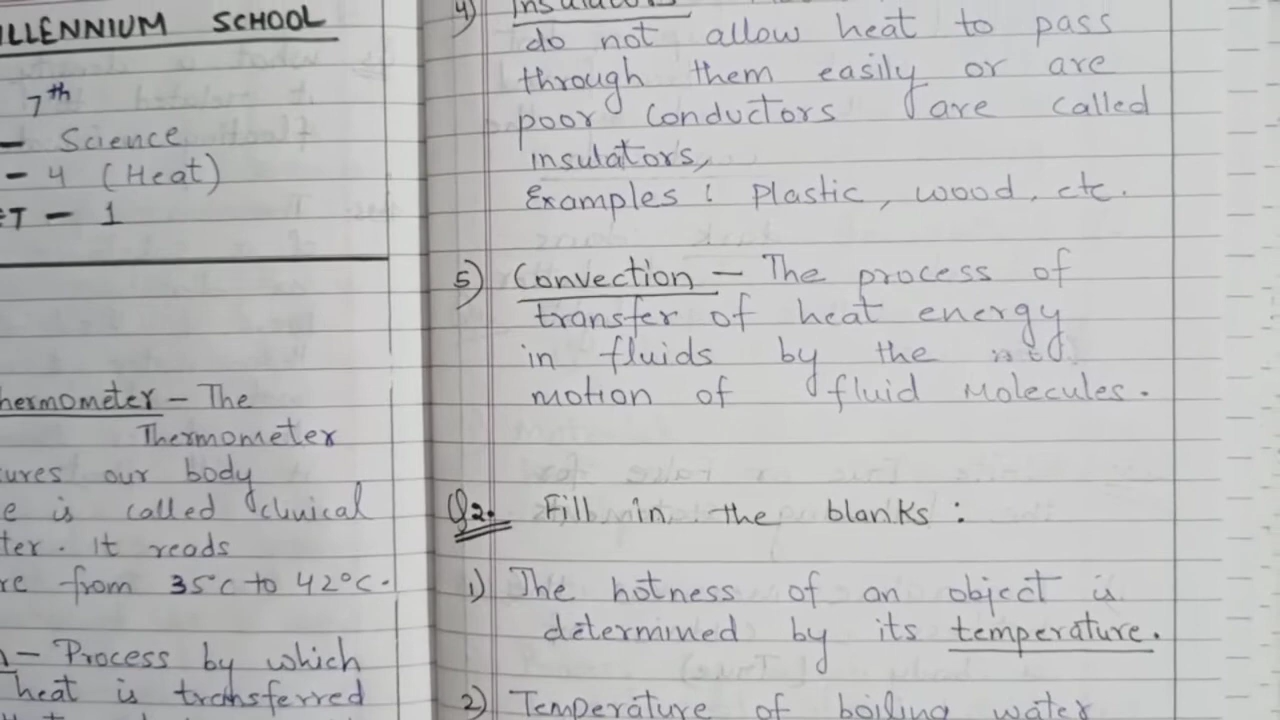 LLENNIUM SCHOOL
7th
– Science
– 4 (Heat)
ET – 1
hermometer – The
Thermometer
ures our body
e is called clinical
ter. It reads
re from 35°C to 42°C.
n – Process by which
heat is transferred
4) Insulators
do not allow heat to pass
through them easily or are
poor conductors are called
insulators,
Examples : Plastic, wood, etc.
5) Convection – The process of
transfer of heat energy
in fluids by the
motion of fluid Molecules.
Q2. Fill in the blanks :
1) The hotness of an object is
determined by its temperature.
2) Temperature of boiling water